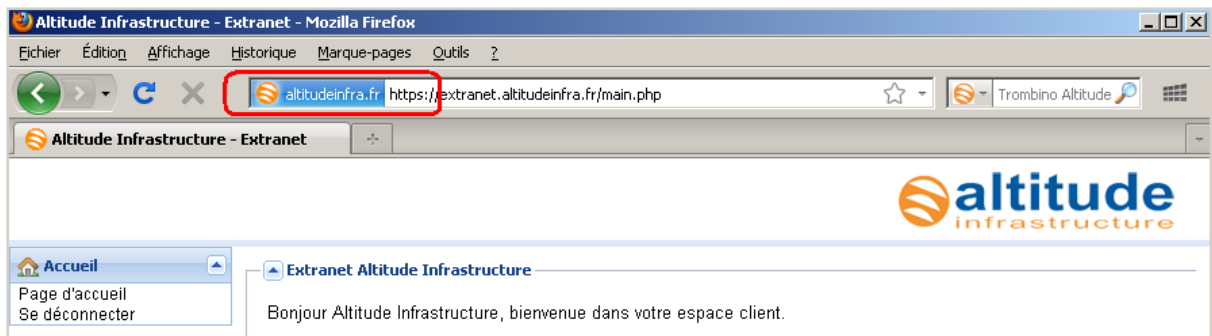 Altitude Infrastructure - Extranet - Mozilla Firefox
Fichier Édition Affichage Historique Marque-pages Outils ?
altitudeinfra.fr https://extranet.altitudeinfra.fr/main.php Trombino Altitude
Altitude Infrastructure - Extranet
altitude
infrastructure
Accueil
Extranet Altitude Infrastructure
Page d'accueil
Se déconnecter
Bonjour Altitude Infrastructure, bienvenue dans votre espace client.